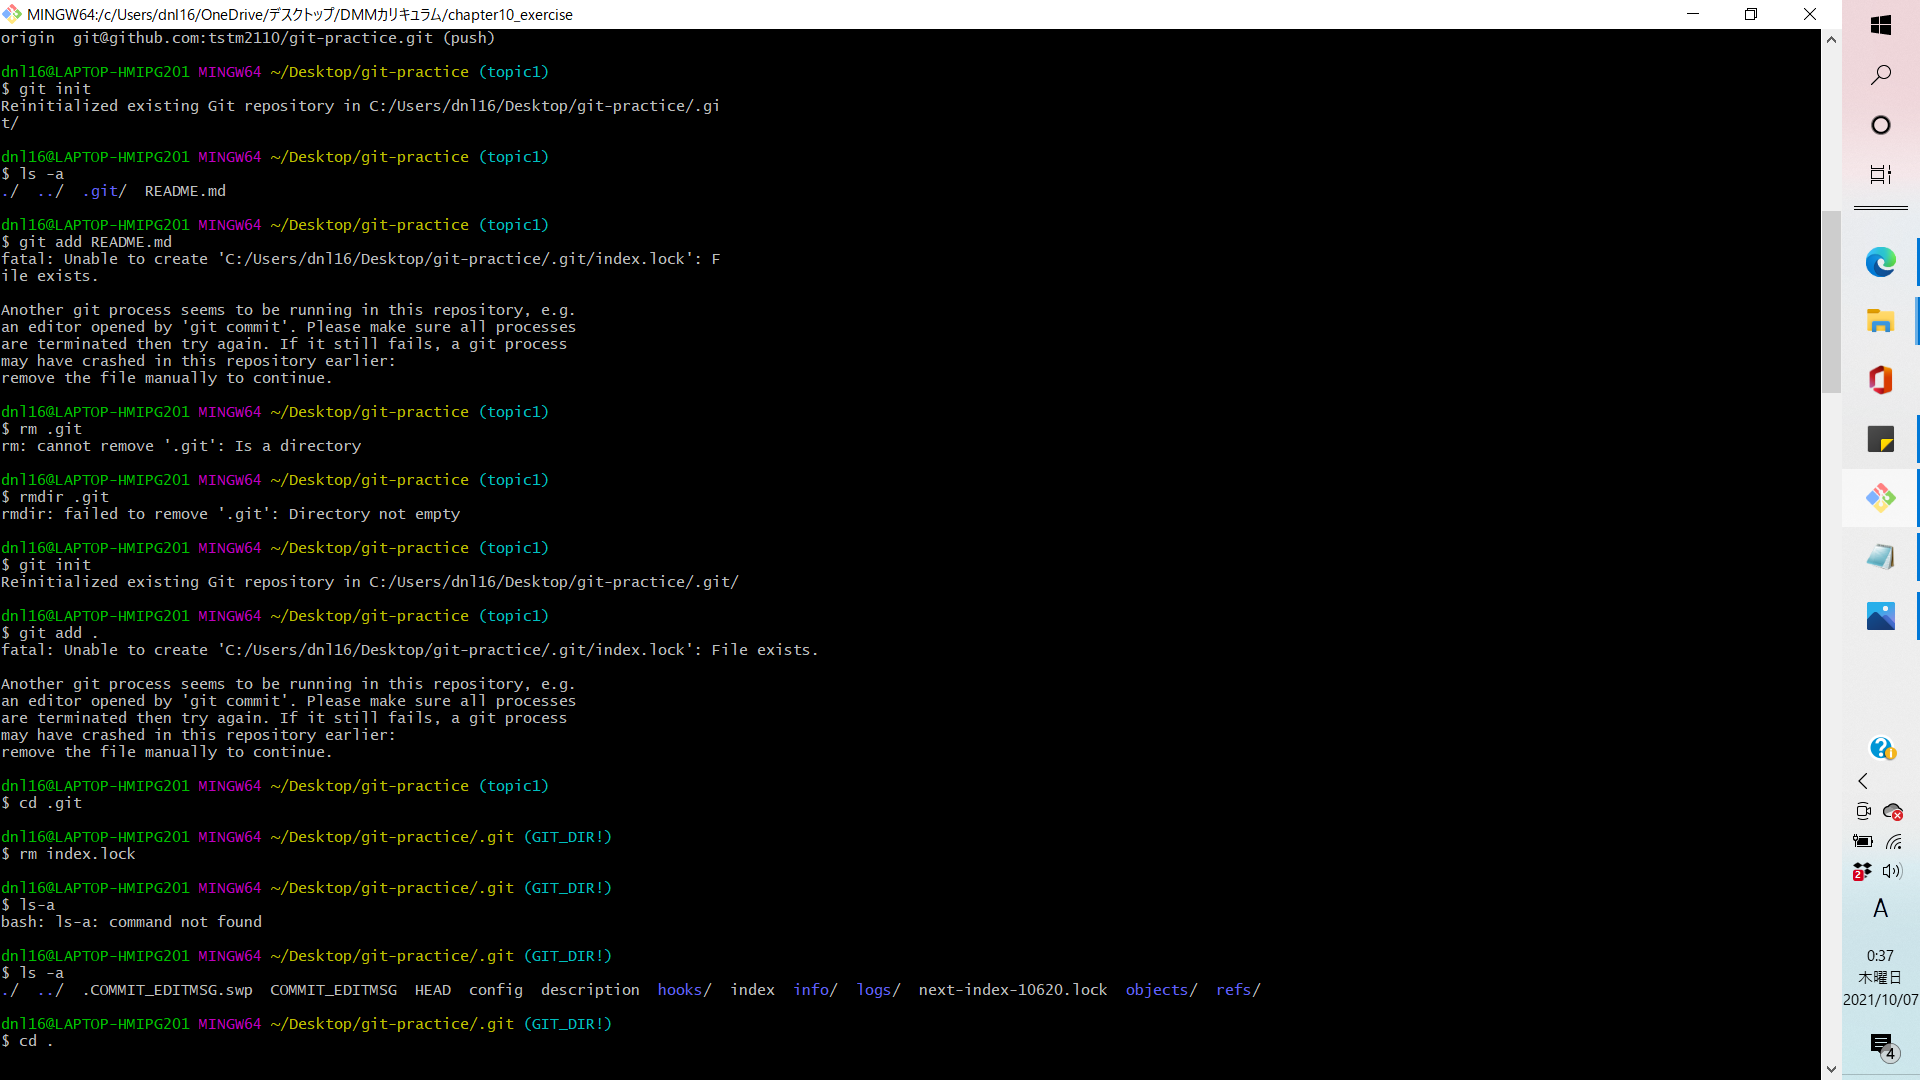 MINGW64:/c/Users/dnl16/OneDrive/デスクトップ/DMMカリキュラム/chapter10_exercise
origin  git@github.com:tstm2110/git-practice.git (push)
dnl16@LAPTOP-HMIPG201 MINGW64 ~/Desktop/git-practice (topic1)
$ git init
Reinitialized existing Git repository in C:/Users/dnl16/Desktop/git-practice/.gi
t/
dnl16@LAPTOP-HMIPG201 MINGW64 ~/Desktop/git-practice (topic1)
$ ls -a
./  ../  .git/  README.md
dnl16@LAPTOP-HMIPG201 MINGW64 ~/Desktop/git-practice (topic1)
$ git add README.md
fatal: Unable to create 'C:/Users/dnl16/Desktop/git-practice/.git/index.lock': F
ile exists.
Another git process seems to be running in this repository, e.g.
an editor opened by 'git commit'. Please make sure all processes
are terminated then try again. If it still fails, a git process
may have crashed in this repository earlier:
remove the file manually to continue.
dnl16@LAPTOP-HMIPG201 MINGW64 ~/Desktop/git-practice (topic1)
$ rm .git
rm: cannot remove '.git': Is a directory
dnl16@LAPTOP-HMIPG201 MINGW64 ~/Desktop/git-practice (topic1)
$ rmdir .git
rmdir: failed to remove '.git': Directory not empty
dnl16@LAPTOP-HMIPG201 MINGW64 ~/Desktop/git-practice (topic1)
$ git init
Reinitialized existing Git repository in C:/Users/dnl16/Desktop/git-practice/.git/
dnl16@LAPTOP-HMIPG201 MINGW64 ~/Desktop/git-practice (topic1)
$ git add .
fatal: Unable to create 'C:/Users/dnl16/Desktop/git-practice/.git/index.lock': File exists.
Another git process seems to be running in this repository, e.g.
an editor opened by 'git commit'. Please make sure all processes
are terminated then try again. If it still fails, a git process
may have crashed in this repository earlier:
remove the file manually to continue.
dnl16@LAPTOP-HMIPG201 MINGW64 ~/Desktop/git-practice (topic1)
$ cd .git
dnl16@LAPTOP-HMIPG201 MINGW64 ~/Desktop/git-practice/.git (GIT_DIR!)
$ rm index.lock
dnl16@LAPTOP-HMIPG201 MINGW64 ~/Desktop/git-practice/.git (GIT_DIR!)
$ ls-a
bash: ls-a: command not found
dnl16@LAPTOP-HMIPG201 MINGW64 ~/Desktop/git-practice/.git (GIT_DIR!)
$ ls -a
./  ../  .COMMIT_EDITMSG.swp  COMMIT_EDITMSG  HEAD  config  description  hooks/  index  info/  logs/  next-index-10620.lock  objects/  refs/
dnl16@LAPTOP-HMIPG201 MINGW64 ~/Desktop/git-practice/.git (GIT_DIR!)
$ cd .
2
A
0:37
木曜日
2021/10/07
4